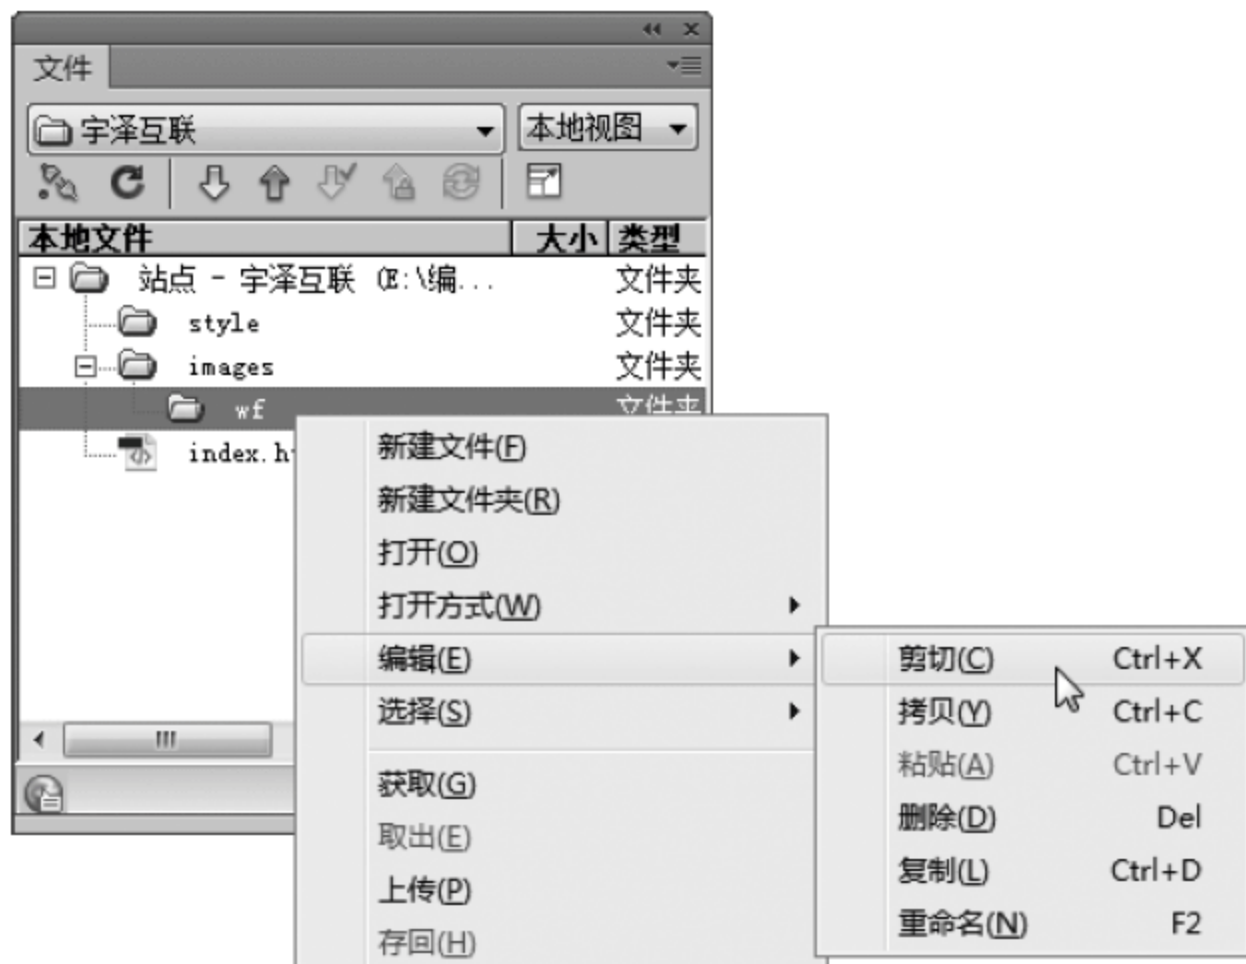 文件
宇泽互联 本地视图
本地文件 大小 类型
站点 - 宇泽互联 (E:\编... 文件夹
style 文件夹
images 文件夹
wf 文件夹
index.h
新建文件(F)
新建文件夹(R)
打开(O)
打开方式(W)
编辑(E)
选择(S)
获取(G)
取出(E)
上传(P)
存回(H)
剪切(C) Ctrl+X
拷贝(Y) Ctrl+C
粘贴(A) Ctrl+V
删除(D) Del
复制(L) Ctrl+D
重命名(N) F2